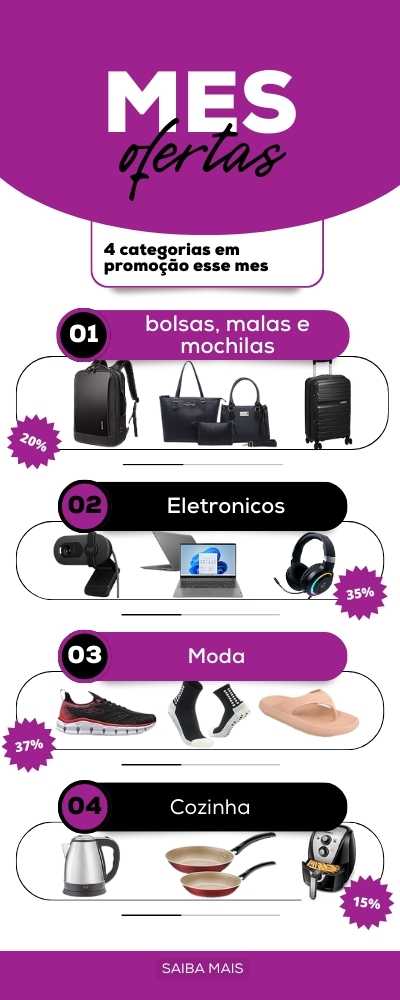 MES
ofertas
4 categorias em
promoção esse mes
01
bolsas, malas e
mochilas
20%
02
Eletronicos
35%
03
Moda
37%
04
Cozinha
15%
SAIBA MAIS